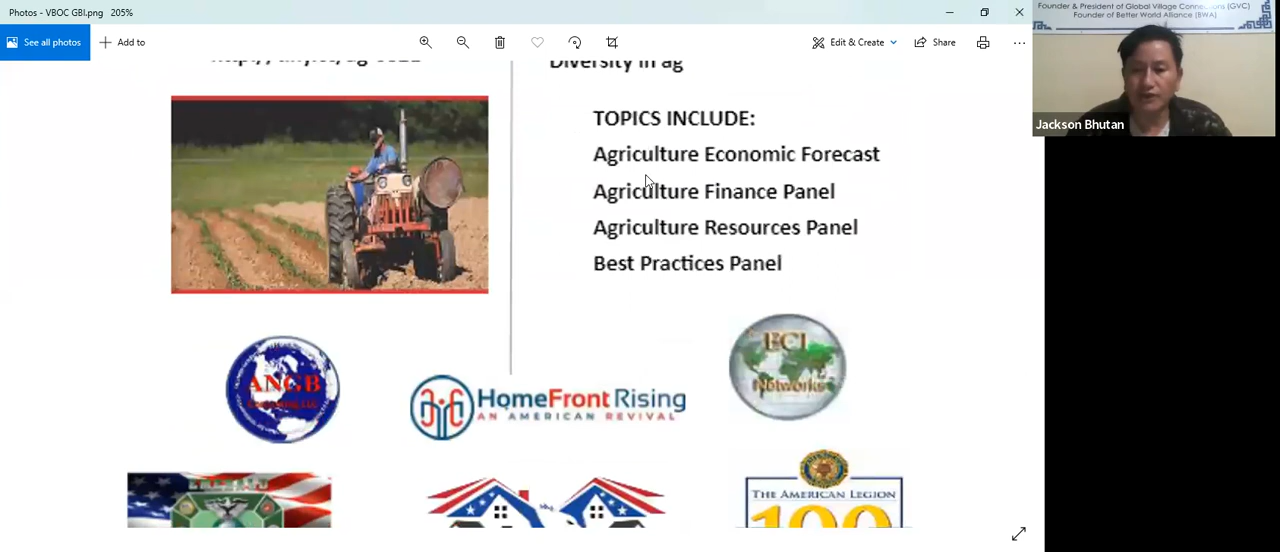 Photos - VBOC GBI.png 205%
See all photos
Add to
Edit & Create
Share
Founder & President of Global Village Connections (GVC)
Founder of Better World Alliance (BWA)
Jackson Bhutan
Diversity in ag
TOPICS INCLUDE:
Agriculture Economic Forecast
Agriculture Finance Panel
Agriculture Resources Panel
Best Practices Panel
ANGB
HomeFront Rising
AN AMERICAN REVIVAL
ECI
Networks
THE AMERICAN LEGION
100